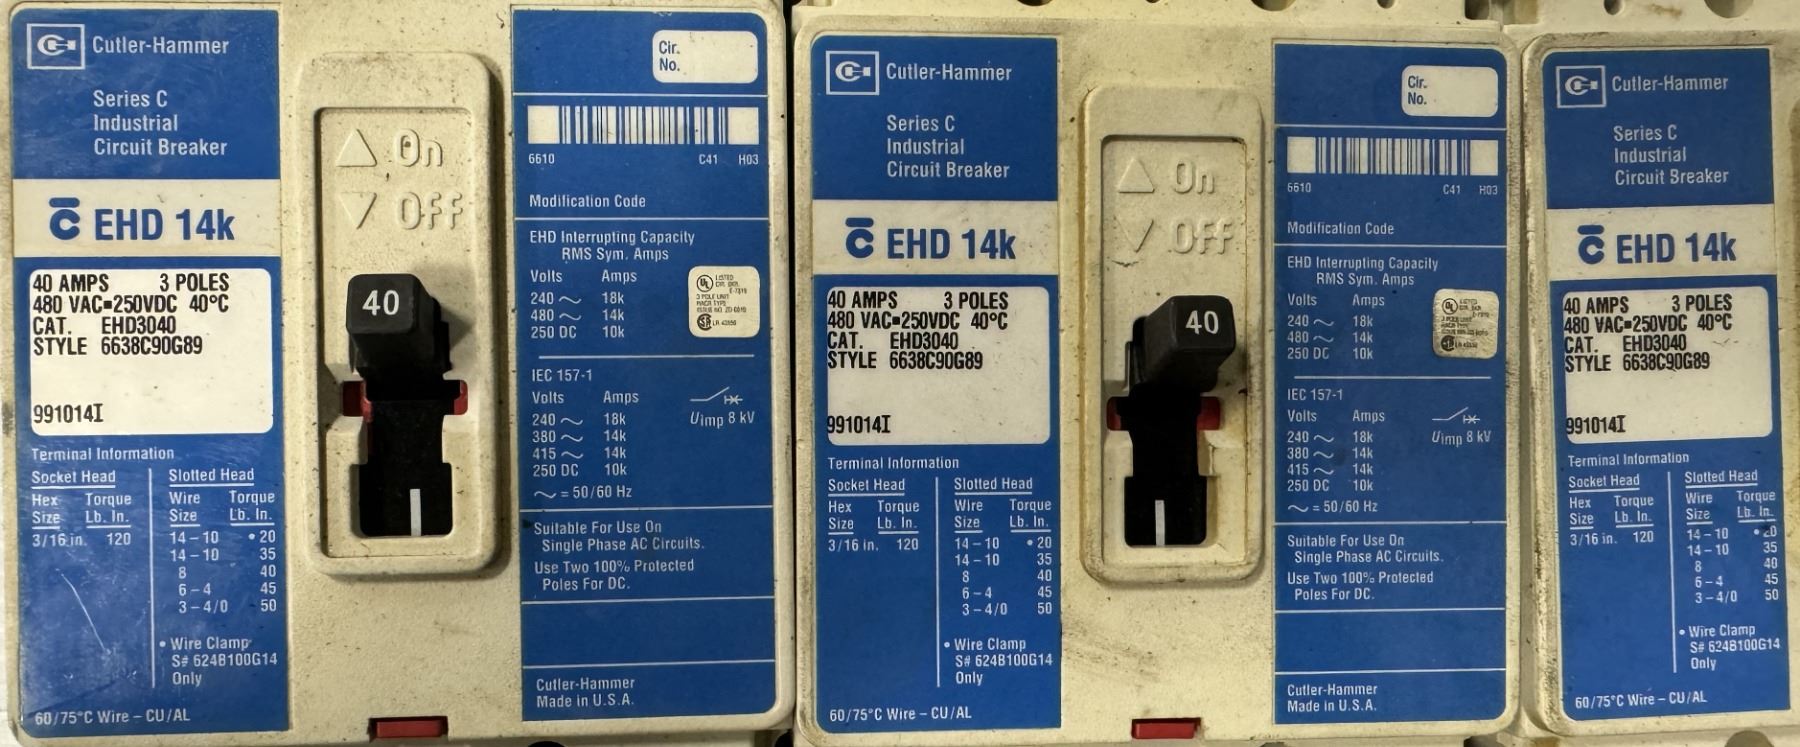 Cutler-Hammer
Series C
Industrial
Circuit Breaker
C EHD 14k
40 AMPS 3 POLES
480 VAC=250VDC 40°C
CAT. EHD3040
STYLE 6638C90G89
991014I
Terminal Information
Socket Head Slotted Head
Hex Torque Wire Torque
Size Lb. In. Size Lb. In.
3/16 in. 120 14-10 •20
14-10 35
8 40
6-4 45
3-4/0 50
• Wire Clamp
S# 624B100G14
Only
60/75°C Wire - CU/AL
On
Off
40
Cir.
No.
6610 C41 H03
Modification Code
EHD Interrupting Capacity
RMS Sym. Amps
Volts Amps
240 ~ 18k
480 ~ 14k
250 DC 10k
LISTED
IEC 157-1
Volts Amps
240 ~ 18k
380 ~ 14k
415 ~ 14k
250 DC 10k
Uimp 8 kV
~ = 50/60 Hz
Suitable For Use On
Single Phase AC Circuits.
Use Two 100% Protected
Poles For DC.
Cutler-Hammer
Made in U.S.A.
Cutler-Hammer
Series C
Industrial
Circuit Breaker
C EHD 14k
40 AMPS 3 POLES
480 VAC=250VDC 40°C
CAT. EHD3040
STYLE 6638C90G89
991014I
Terminal Information
Socket Head Slotted Head
Hex Torque Wire Torque
Size Lb. In. Size Lb. In.
3/16 in. 120 14-10 •20
14-10 35
8 40
6-4 45
3-4/0 50
• Wire Clamp
S# 624B100G14
Only
60/75°C Wire - CU/AL
On
Off
40
Cir.
No.
6610 C41 H03
Modification Code
EHD Interrupting Capacity
RMS Sym. Amps
Volts Amps
240 ~ 18k
480 ~ 14k
250 DC 10k
LISTED
IEC 157-1
Volts Amps
240 ~ 18k
380 ~ 14k
415 ~ 14k
250 DC 10k
Uimp 8 kV
~ = 50/60 Hz
Suitable For Use On
Single Phase AC Circuits.
Use Two 100% Protected
Poles For DC.
Cutler-Hammer
Made in U.S.A.
Cutler-Hammer
Series C
Industrial
Circuit Breaker
C EHD 14k
40 AMPS 3 POLES
480 VAC=250VDC 40°C
CAT. EHD3040
STYLE 6638C90G89
991014I
Terminal Information
Socket Head Slotted Head
Hex Torque Wire Torque
Size Lb. In. Size Lb. In.
3/16 in. 120 14-10 •20
14-10 35
8 40
6-4 45
3-4/0 50
• Wire Clamp
S# 624B100G14
Only
60/75°C Wire - CU/AL